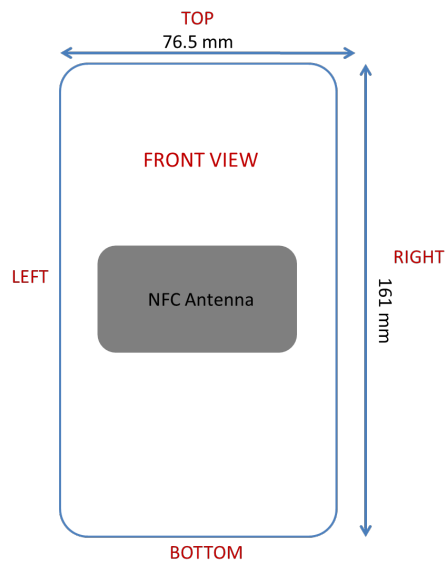 TOP
76.5 mm
FRONT VIEW
LEFT
RIGHT
NFC Antenna
161 mm
BOTTOM